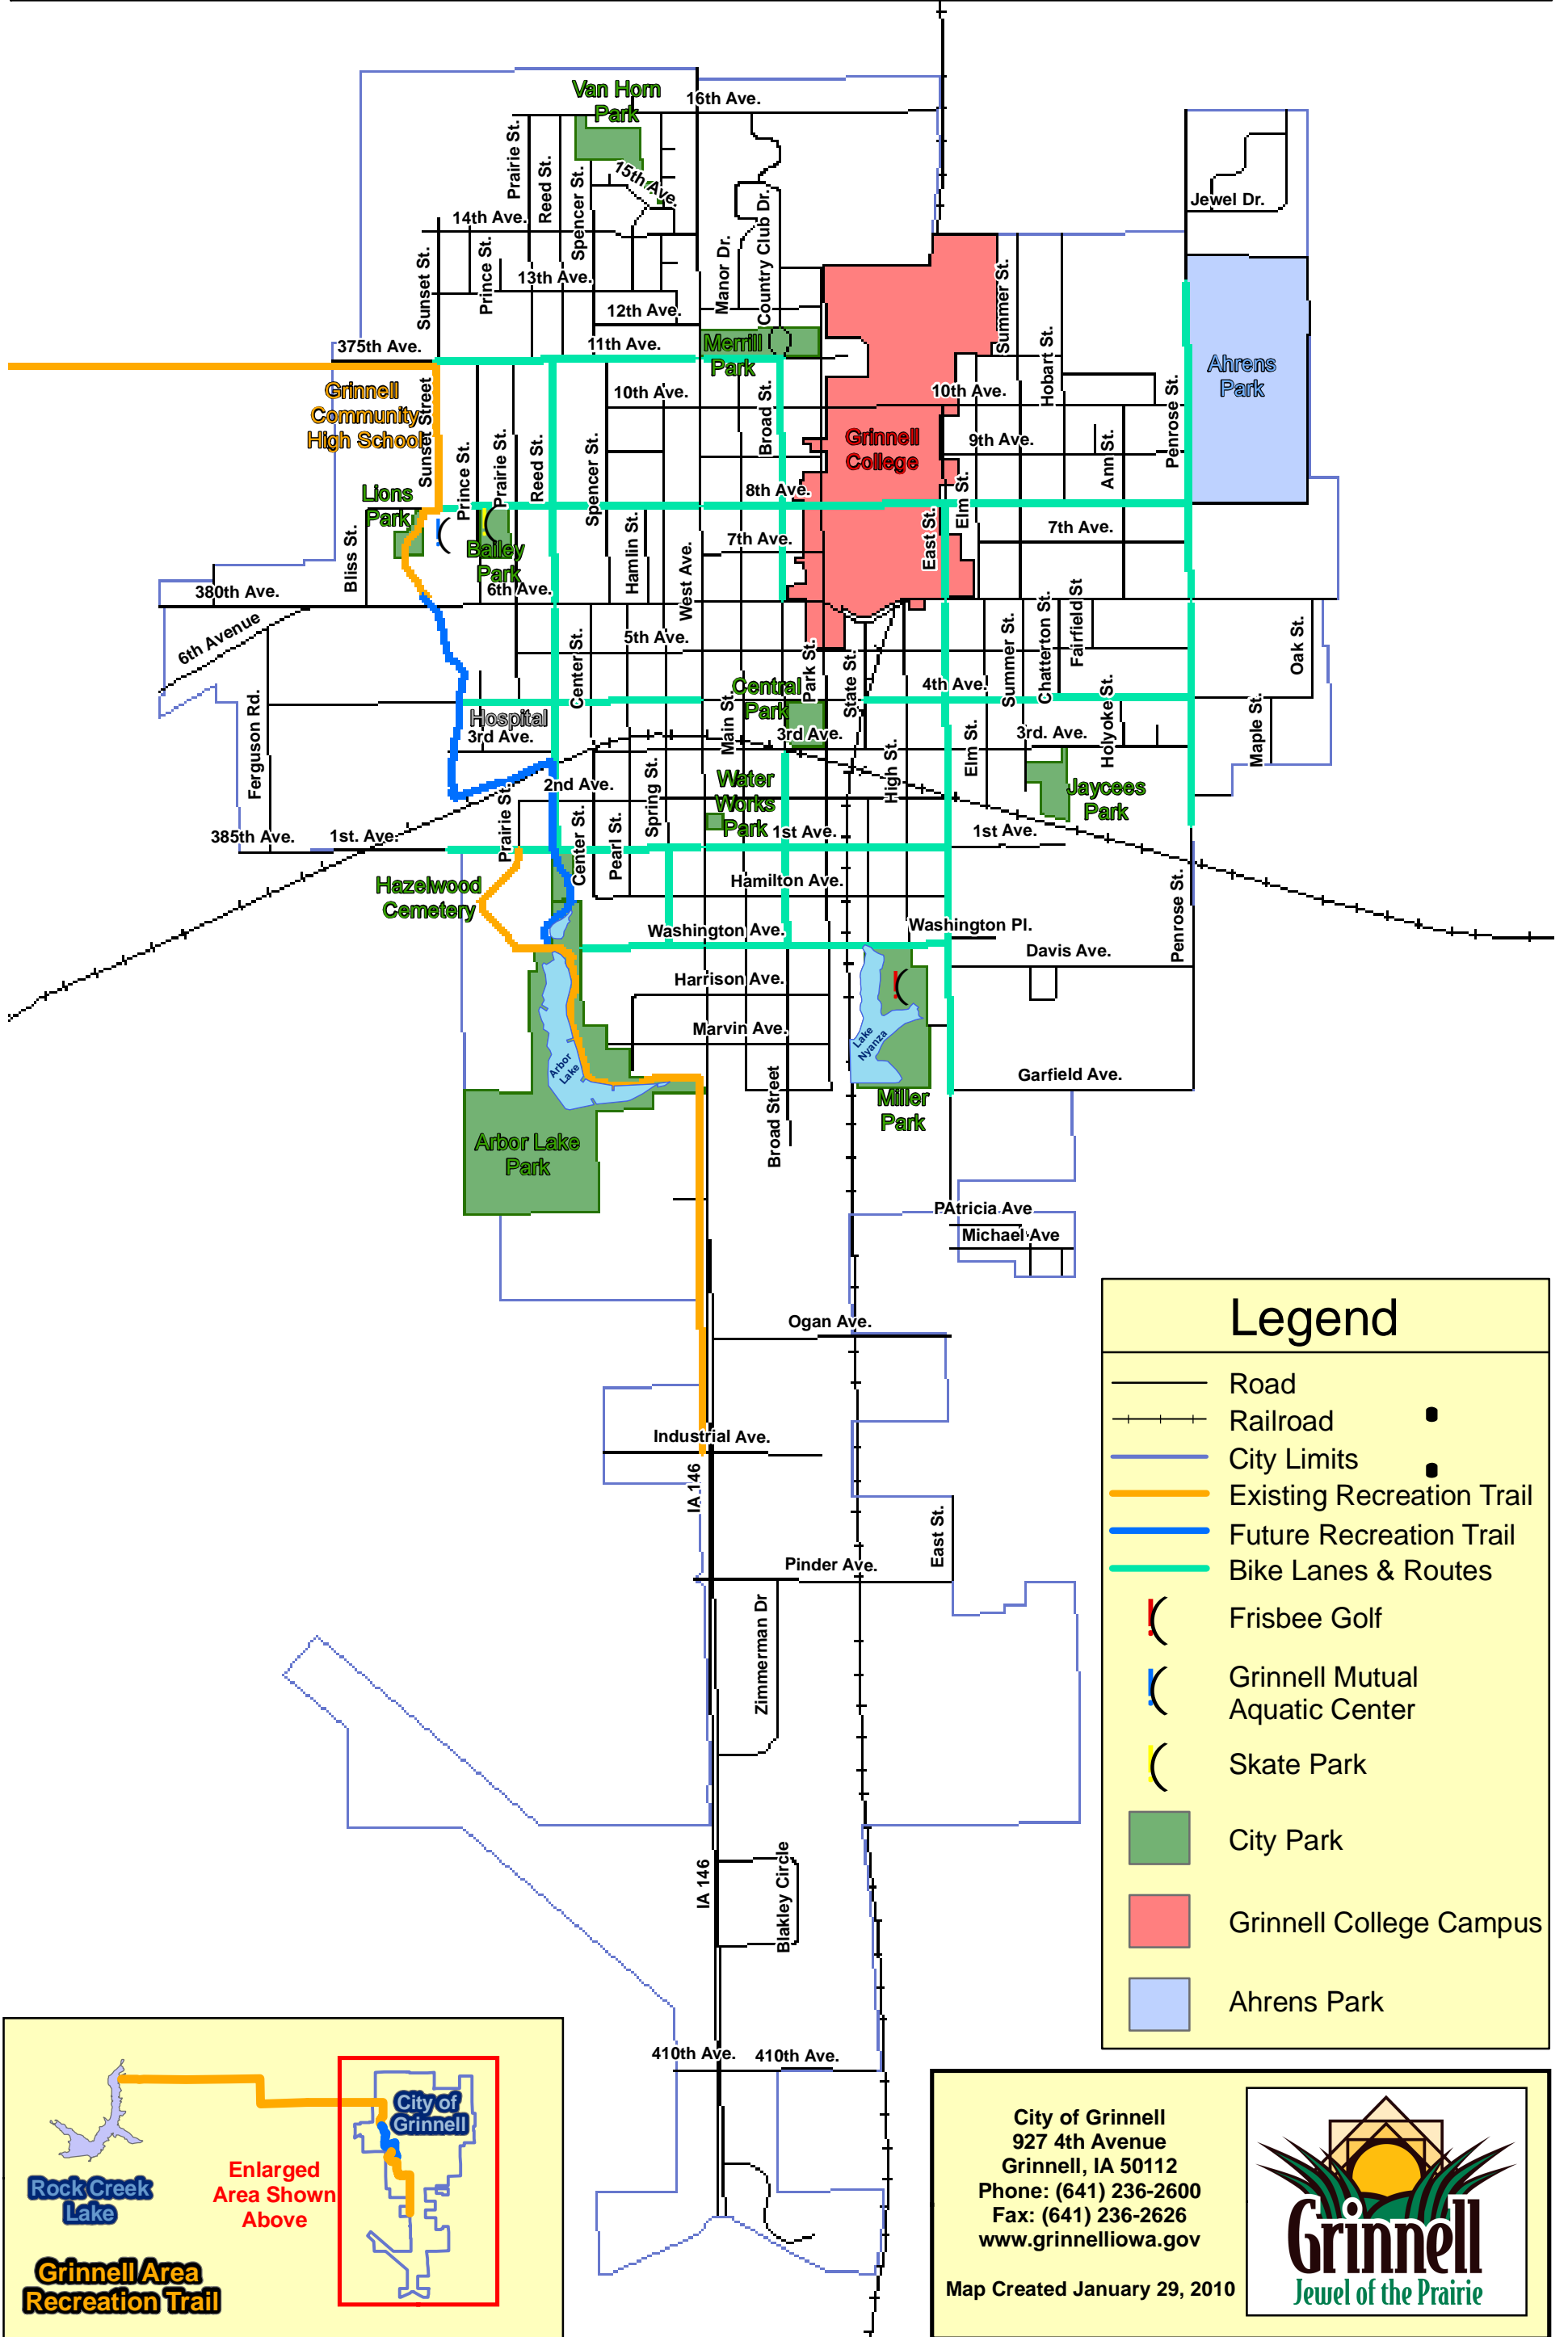 Van Horn
Park
16th Ave.
Prairie St.
Reed St.
Spencer St.
15th Ave.
Jewel Dr.
14th Ave.
Sunset St.
Prince St.
13th Ave.
Manor Dr.
Country Club Dr.
Summer St.
12th Ave.
375th Ave.
11th Ave.
Merrill
Park
Hobart St.
Ahrens
Park
Grinnell
Community
High School
Sunset Street
10th Ave.
Broad St.
10th Ave.
Penrose St.
Grinnell
College
9th Ave.
Ann St.
Prince St.
Prairie St.
Reed St.
Spencer St.
Lions
Park
8th Ave.
Elm St.
East St.
7th Ave.
7th Ave.
Bliss St.
Bailey
Park
Hamlin St.
West Ave.
380th Ave.
6th Ave.
6th Avenue
5th Ave.
Center St.
Park St.
State St.
Summer St.
Chatterton St.
Fairfield St
Oak St.
Ferguson Rd.
Central
Park
Main St.
4th Ave.
Holyoke St.
Maple St.
Hospital
3rd Ave.
3rd Ave.
3rd. Ave.
High St.
Elm St.
2nd Ave.
Water
Works
Park
Jaycees
Park
Prairie St.
Center St.
Pearl St.
Spring St.
385th Ave.
1st. Ave.
1st Ave.
1st Ave.
Hazelwood
Cemetery
Hamilton Ave.
Penrose St.
Washington Ave.
Washington Pl.
Davis Ave.
Harrison Ave.
Marvin Ave.
Lake
Nyanza
Arbor
Lake
Garfield Ave.
Broad Street
Miller
Park
Arbor Lake
Park
PAtricia Ave
Michael Ave
Ogan Ave.
Industrial Ave.
IA 146
East St.
Pinder Ave.
Zimmerman Dr
IA 146
Blakley Circle
410th Ave.
410th Ave.
Legend
Road
Railroad
City Limits
Existing Recreation Trail
Future Recreation Trail
Bike Lanes & Routes
Frisbee Golf
Grinnell Mutual
Aquatic Center
Skate Park
City Park
Grinnell College Campus
Ahrens Park
City of
Grinnell
Rock Creek
Lake
Enlarged
Area Shown
Above
Grinnell Area
Recreation Trail
City of Grinnell
927 4th Avenue
Grinnell, IA 50112
Phone: (641) 236-2600
Fax: (641) 236-2626
www.grinnelliowa.gov
Map Created January 29, 2010
Grinnell
Jewel of the Prairie